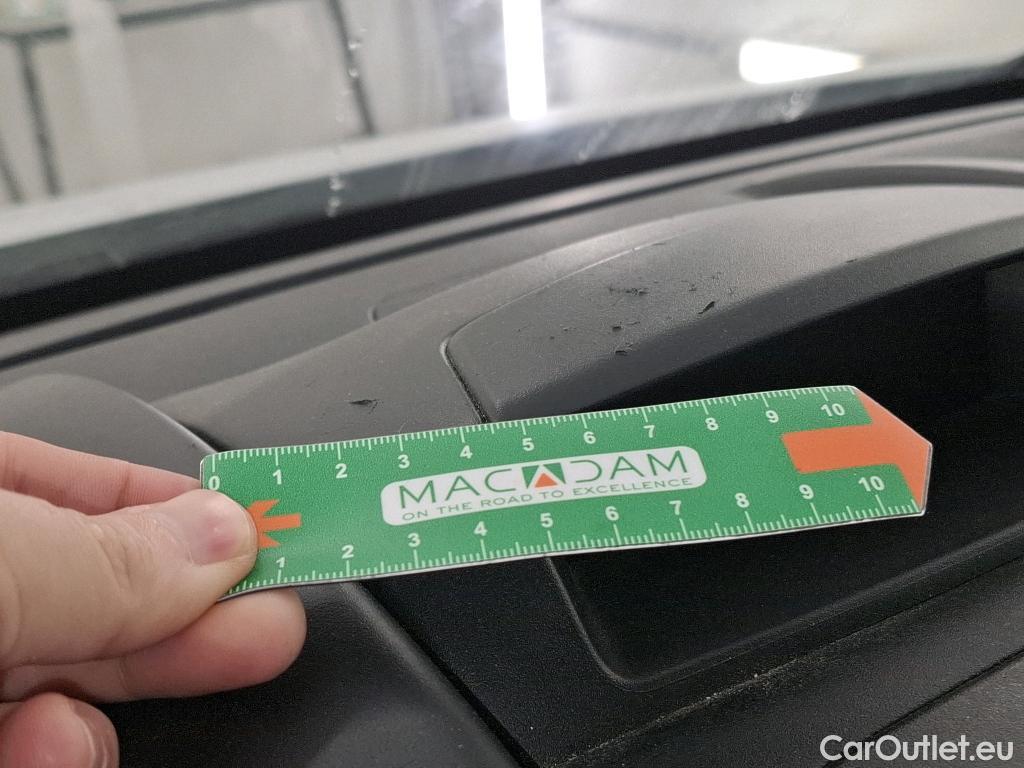 0 1 2 3 4 5 6 7 8 9 10
MACADAM
ON THE ROAD TO EXCELLENCE
1 2 3 4 5 6 7 8 9 10
CarOutlet.eu